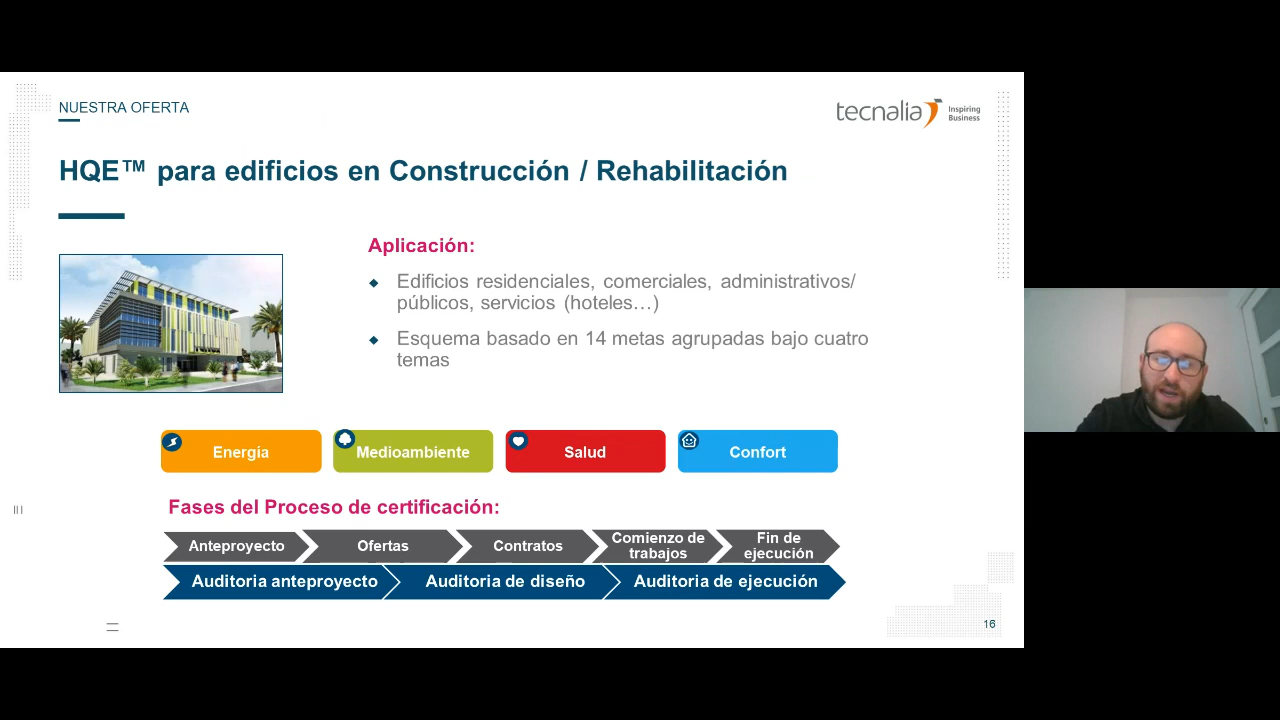 NUESTRA OFERTA
tecnalia Inspiring
Business
HQE™ para edificios en Construcción / Rehabilitación
Aplicación:
Edificios residenciales, comerciales, administrativos/
públicos, servicios (hoteles…)
Esquema basado en 14 metas agrupadas bajo cuatro
temas
Energía
Medioambiente
Salud
Confort
Fases del Proceso de certificación:
Anteproyecto
Ofertas
Contratos
Comienzo de
trabajos
Fin de
ejecución
Auditoria anteproyecto
Auditoria de diseño
Auditoria de ejecución
16